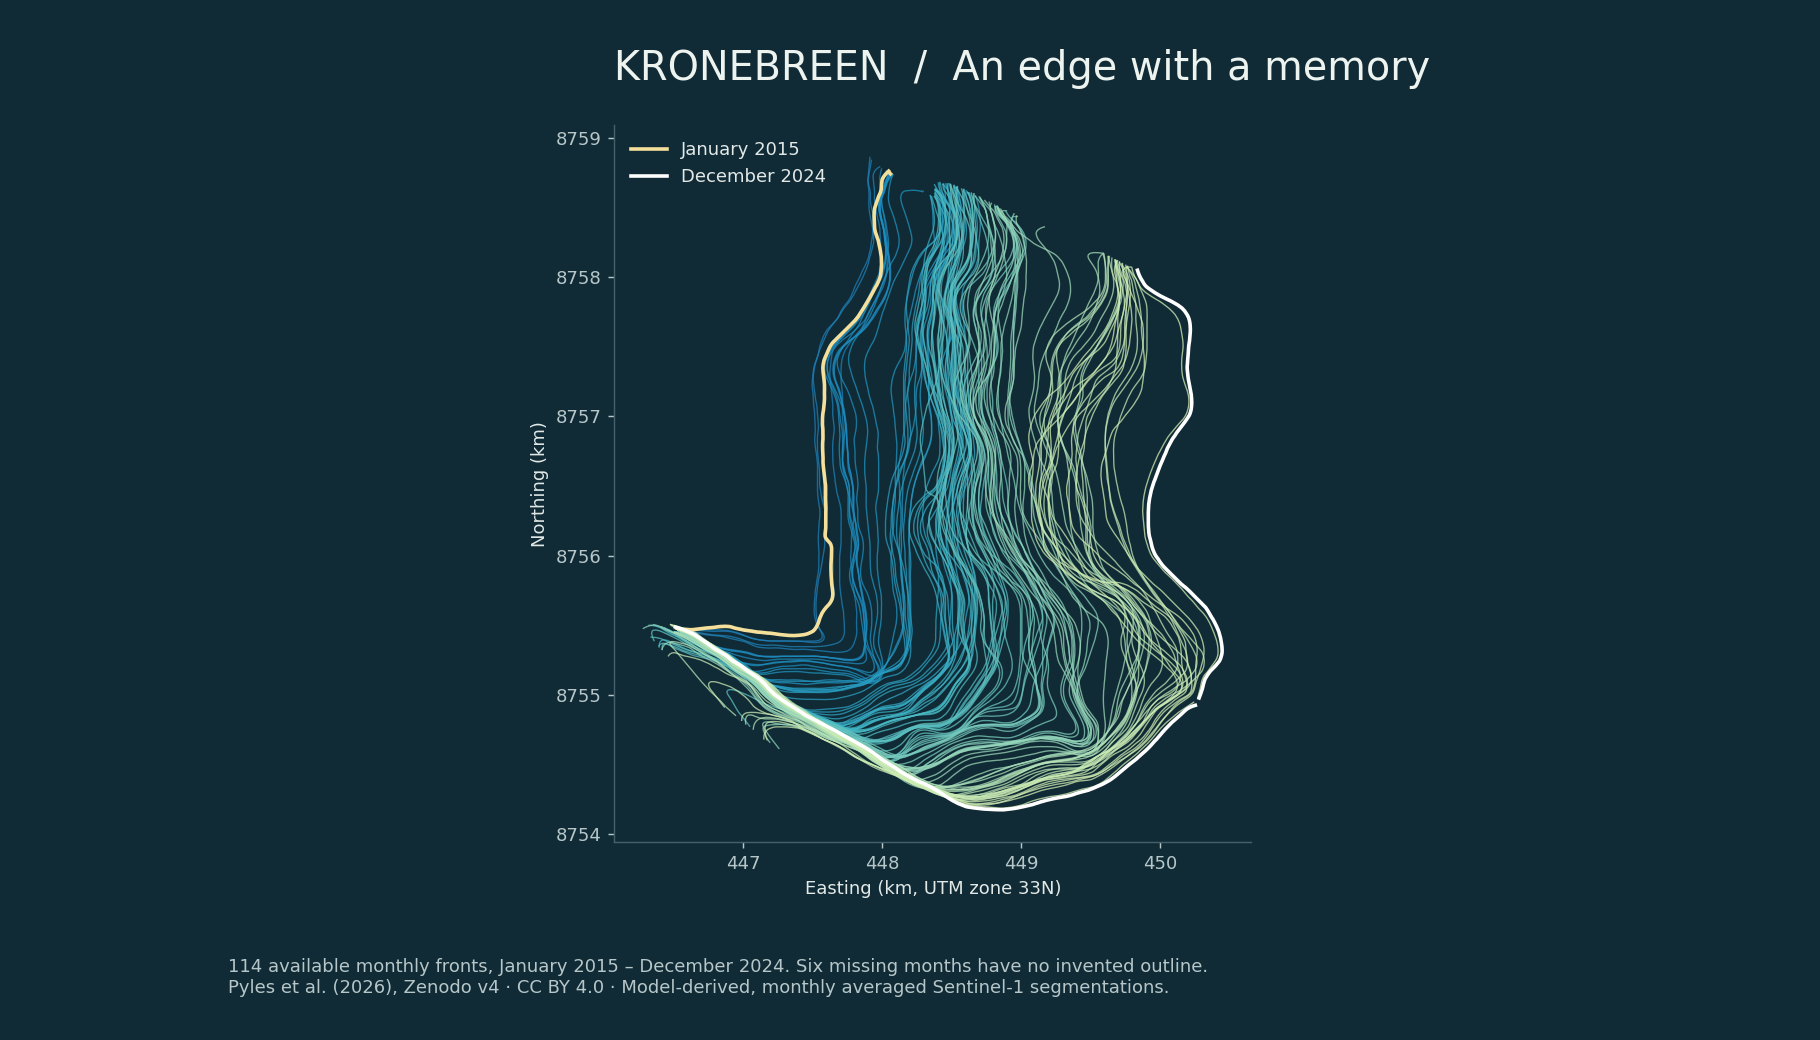 KRONEBREEN / An edge with a memory
8759
January 2015
December 2024
8758
8757
Northing (km)
8756
8755
8754
447 448 449 450
Easting (km, UTM zone 33N)
114 available monthly fronts, January 2015 – December 2024. Six missing months have no invented outline.
Pyles et al. (2026), Zenodo v4 · CC BY 4.0 · Model-derived, monthly averaged Sentinel-1 segmentations.